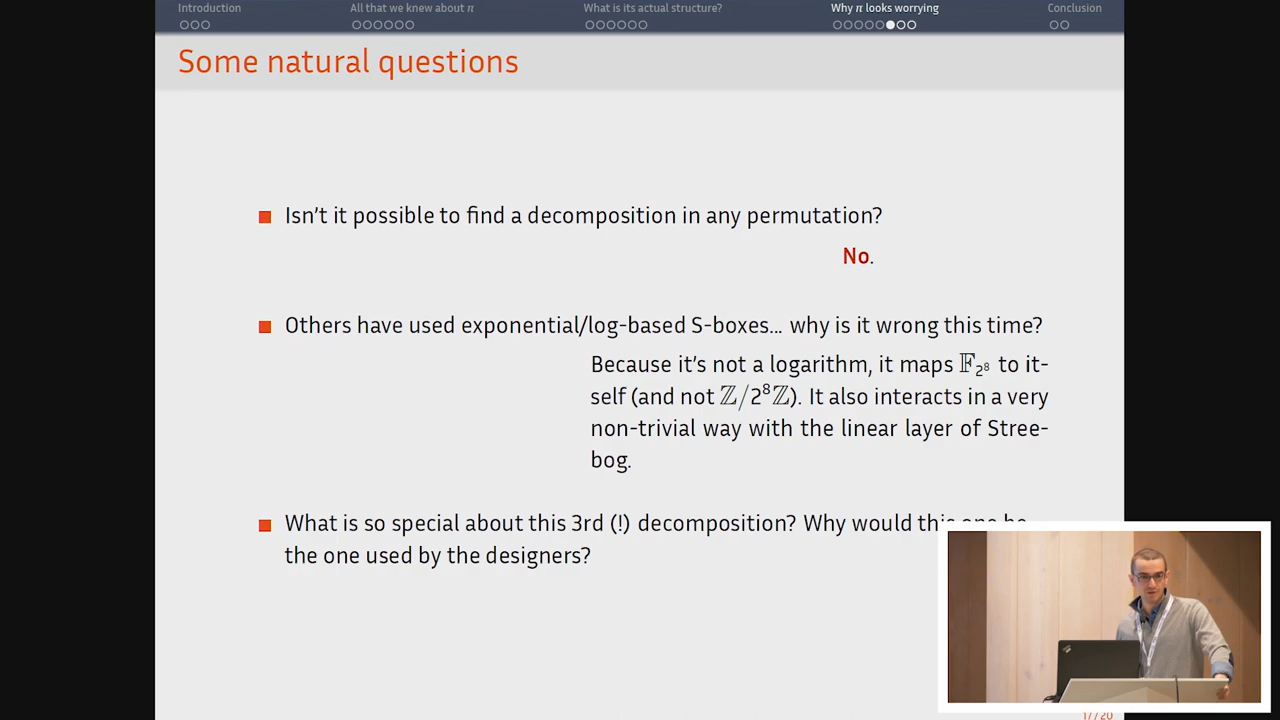 Introduction All that we knew about π What is its actual structure? Why π looks worrying Conclusion
Some natural questions
Isn't it possible to find a decomposition in any permutation?
No.
Others have used exponential/log-based S-boxes... why is it wrong this time?
Because it's not a logarithm, it maps 𝔽₂⁸ to it-
self (and not ℤ/2⁸ℤ). It also interacts in a very
non-trivial way with the linear layer of Stree-
bog.
What is so special about this 3rd (!) decomposition? Why would this one be
the one used by the designers?
17/20